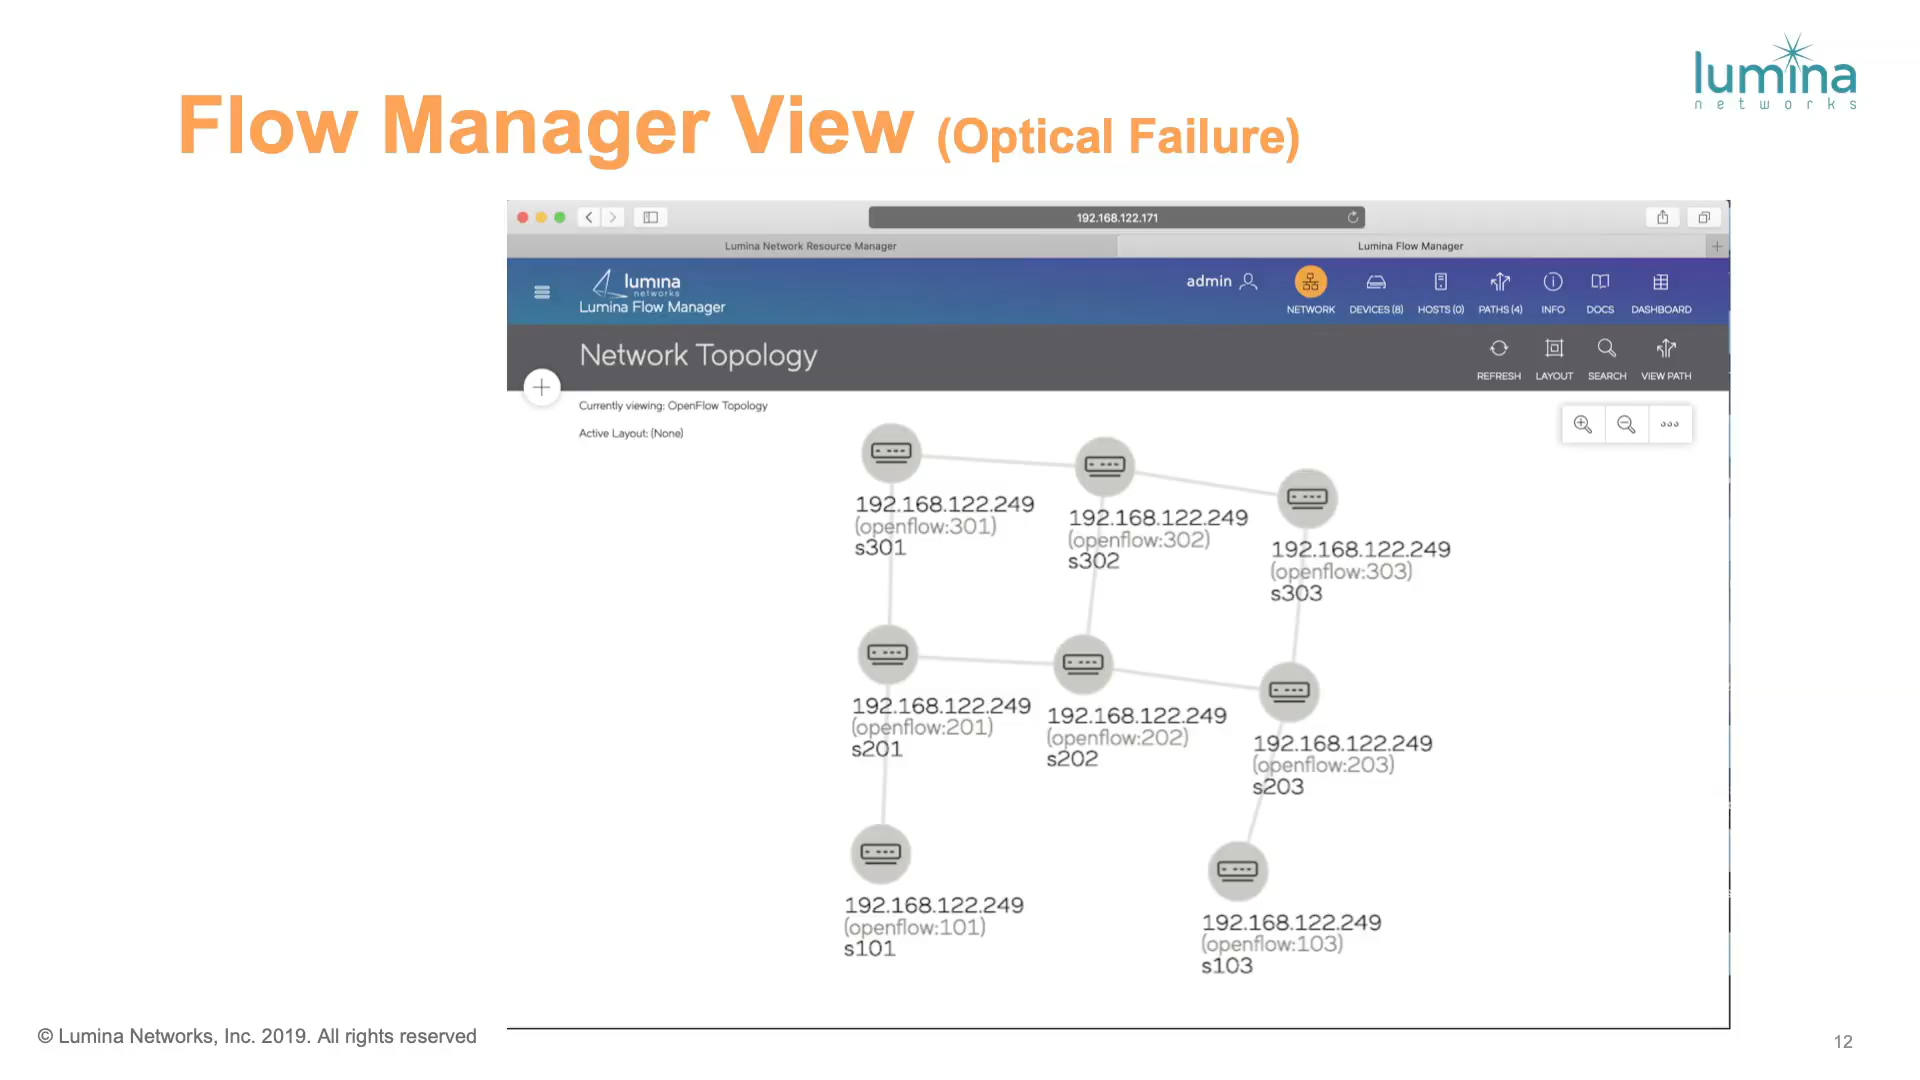 lumina
networks
Flow Manager View (Optical Failure)
192.168.122.171
Lumina Network Resource Manager
Lumina Flow Manager
lumina
networks
Lumina Flow Manager
admin
NETWORK
DEVICES (8)
HOSTS (0)
PATHS (4)
INFO
DOCS
DASHBOARD
Network Topology
REFRESH
LAYOUT
SEARCH
VIEW PATH
Currently viewing: OpenFlow Topology
Active Layout: (None)
192.168.122.249
(openflow:301)
s301
192.168.122.249
(openflow:302)
s302
192.168.122.249
(openflow:303)
s303
192.168.122.249
(openflow:201)
s201
192.168.122.249
(openflow:202)
s202
192.168.122.249
(openflow:203)
s203
192.168.122.249
(openflow:101)
s101
192.168.122.249
(openflow:103)
s103
© Lumina Networks, Inc. 2019. All rights reserved
12